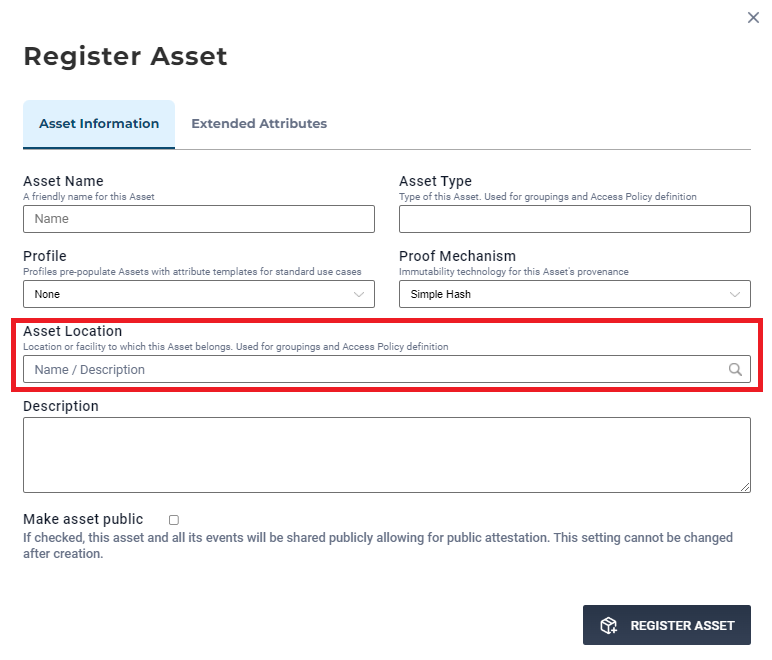 Register Asset
Asset Information Extended Attributes
Asset Name
A friendly name for this Asset
Name
Asset Type
Type of this Asset. Used for groupings and Access Policy definition
Profile
Profiles pre-populate Assets with attribute templates for standard use cases
None
Proof Mechanism
Immutability technology for this Asset's provenance
Simple Hash
Asset Location
Location or facility to which this Asset belongs. Used for groupings and Access Policy definition
Name / Description
Description
Make asset public
If checked, this asset and all its events will be shared publicly allowing for public attestation. This setting cannot be changed
after creation.
REGISTER ASSET